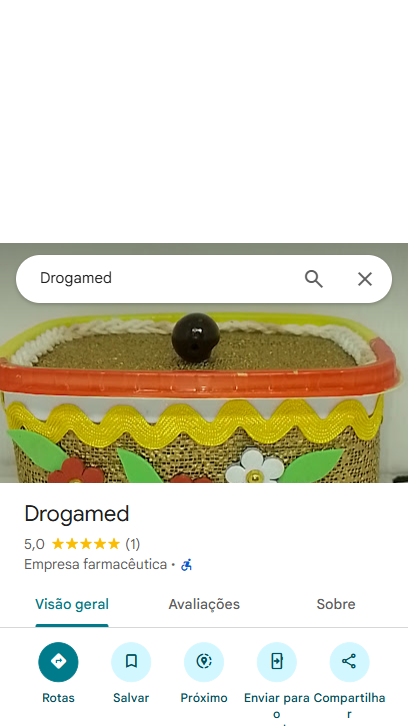 Drogamed
Drogamed
5,0 (1)
Empresa farmacêutica ·
Visão geral Avaliações Sobre
Rotas Salvar Próximo Enviar para o Compartilhar